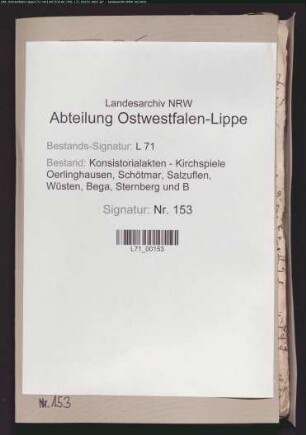 Landesarchiv NRW
Abteilung Ostwestfalen-Lippe
Bestands-Signatur: L 71
Bestand: Konsistorialakten - Kirchspiele
Oerlinghausen, Schötmar, Salzuflen,
Wüsten, Bega, Sternberg und B
Signatur: Nr. 153
L71_00153
Nr. 153